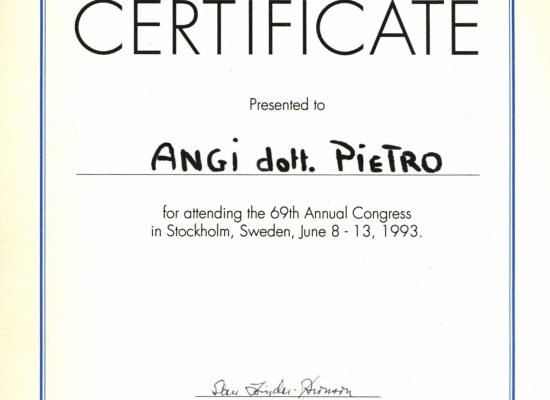 CERTIFICATE
Presented to
ANGI dott. PIETRO
for attending the 69th Annual Congress
in Stockholm, Sweden, June 8 - 13, 1993.